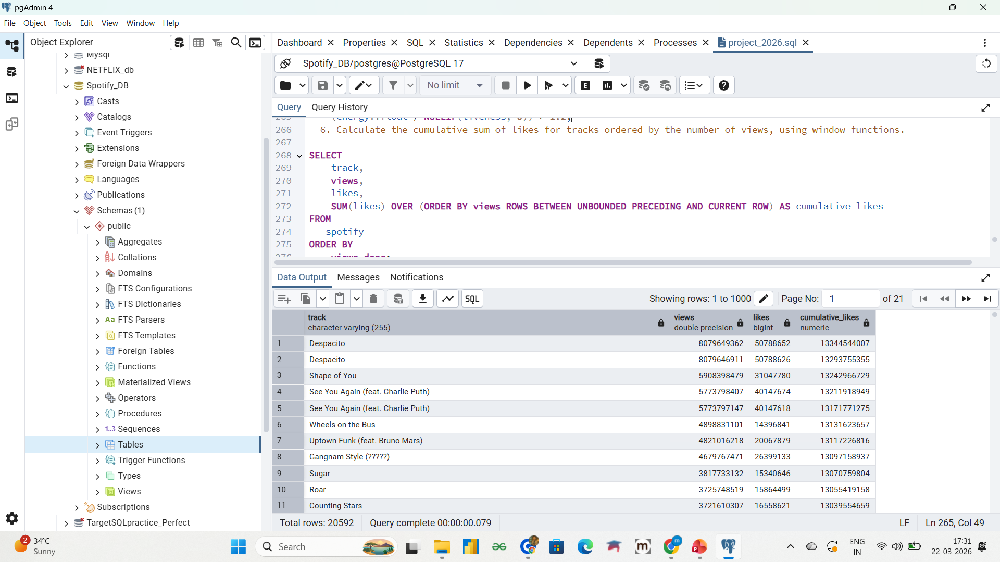 pgAdmin 4
File Object Tools Edit View Window Help
Object Explorer
Dashboard Properties SQL Statistics Dependencies Dependents Processes project_2026.sql
Mysql
NETFLIX_db
Spotify_DB
Casts
Catalogs
Event Triggers
Extensions
Foreign Data Wrappers
Languages
Publications
Schemas (1)
public
Aggregates
Collations
Domains
FTS Configurations
FTS Dictionaries
Aa FTS Parsers
FTS Templates
Foreign Tables
Functions
Materialized Views
Operators
Procedures
1..3 Sequences
Tables
Trigger Functions
Types
Views
Subscriptions
TargetSQLpractice_Perfect
Spotify_DB/postgres@PostgreSQL 17
No limit
E
Query Query History
265 (energy::float / NULLIF(liveness, 0)) > 1.2;
266 --6. Calculate the cumulative sum of likes for tracks ordered by the number of views, using window functions.
267
268 SELECT
269 track,
270 views,
271 likes,
272 SUM(likes) OVER (ORDER BY views ROWS BETWEEN UNBOUNDED PRECEDING AND CURRENT ROW) AS cumulative_likes
273 FROM
274 spotify
275 ORDER BY
276 views desc;
Data Output Messages Notifications
SQL
Showing rows: 1 to 1000
Page No: 1 of 21
track character varying (255) views double precision likes bigint cumulative_likes numeric
1 Despacito 8079649362 50788652 13344544007
2 Despacito 8079646911 50788626 13293755355
3 Shape of You 5908398479 31047780 13242966729
4 See You Again (feat. Charlie Puth) 5773798407 40147674 13211918949
5 See You Again (feat. Charlie Puth) 5773797147 40147618 13171771275
6 Wheels on the Bus 4898831101 14396841 13131623657
7 Uptown Funk (feat. Bruno Mars) 4821016218 20067879 13117226816
8 Gangnam Style (?????) 4679767471 26399133 13097158937
9 Sugar 3817733132 15340646 13070759804
10 Roar 3725748519 15864499 13055419158
11 Counting Stars 3721610307 16558621 13039554659
Total rows: 20592 Query complete 00:00:00.079 LF Ln 265, Col 49
2 34°C
Sunny
Search
m
m
ENG
IN
17:31
22-03-2026